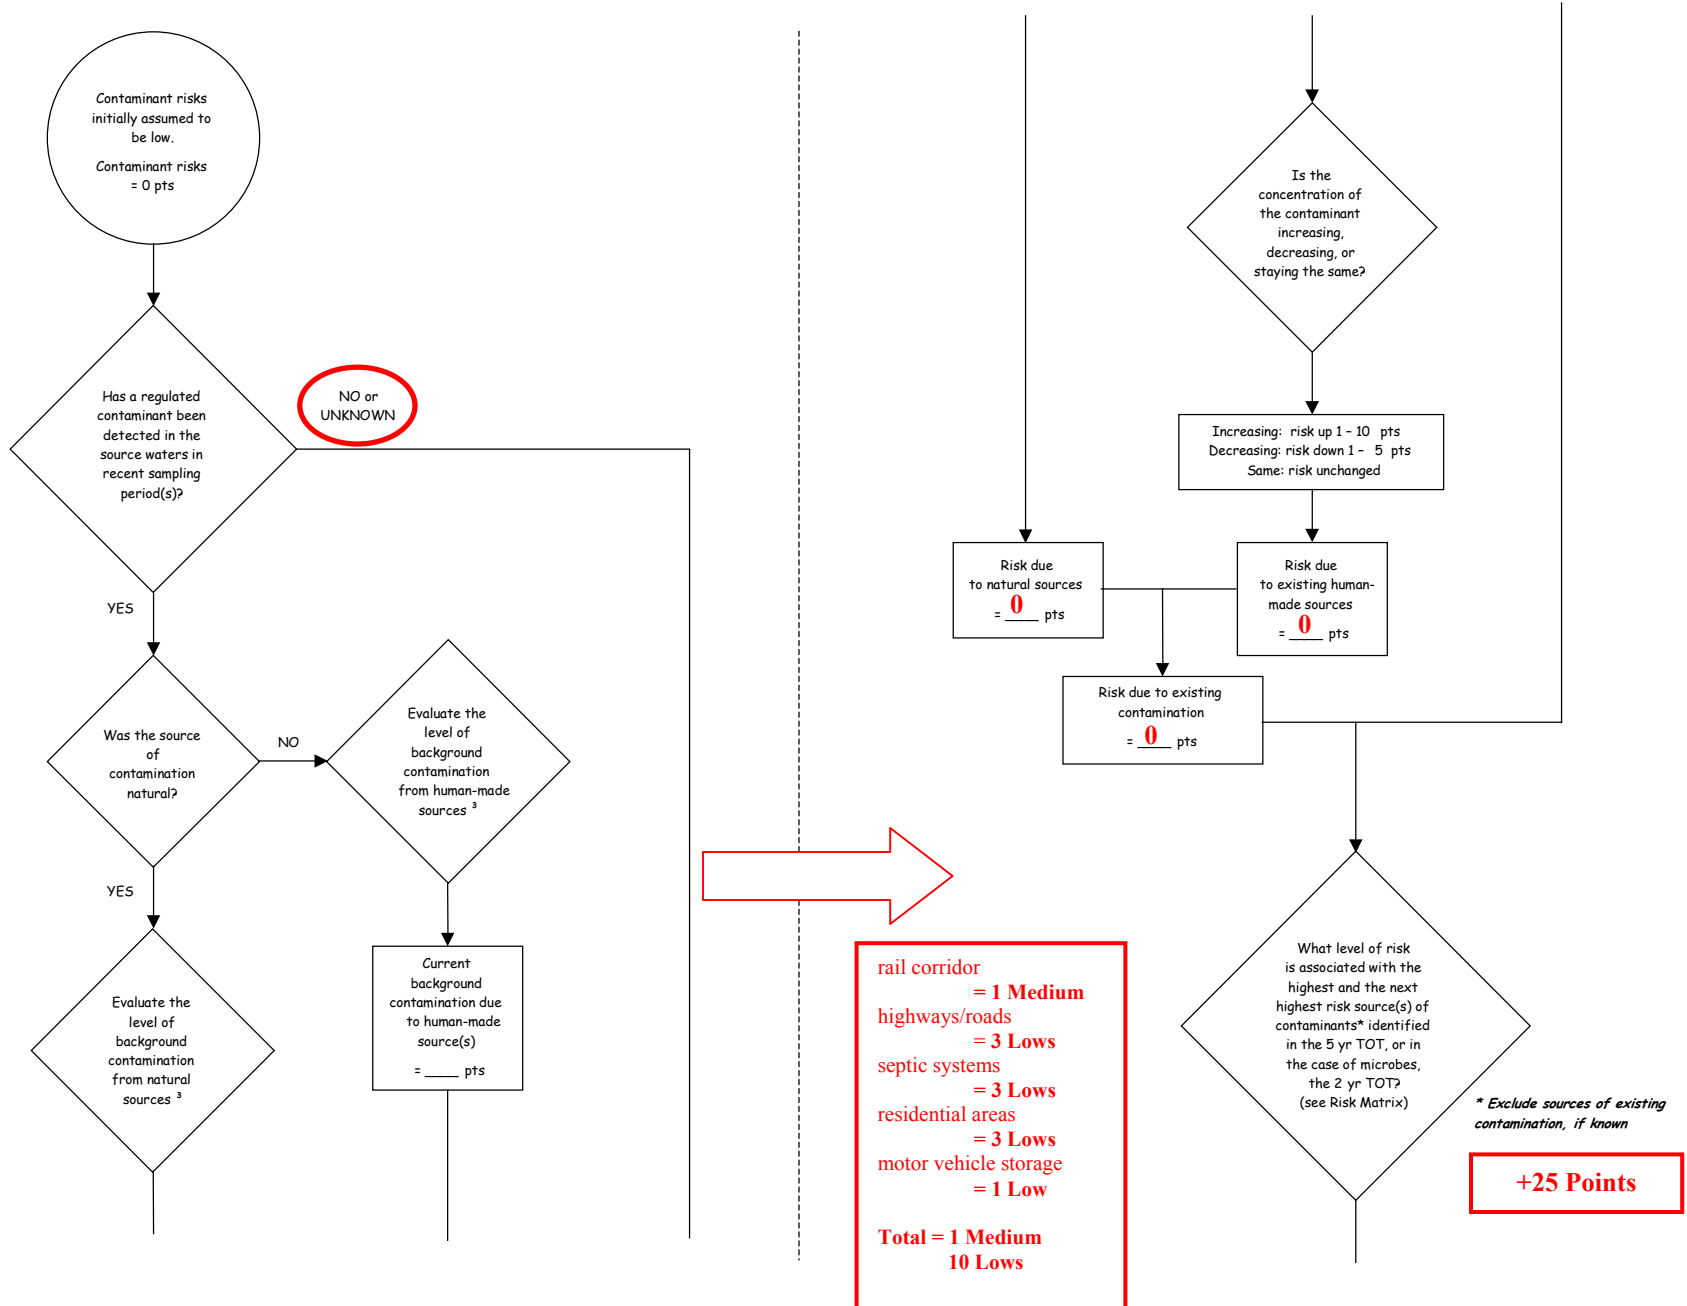 Contaminant risks
initially assumed to
be low.
Contaminant risks
= 0 pts
Has a regulated
contaminant been
detected in the
source waters in
recent sampling
period(s)?
NO or
UNKNOWN
YES
Was the source
of
contamination
natural?
NO
Evaluate the
level of
background
contamination
from human-made
sources ³
YES
Evaluate the
level of
background
contamination
from natural
sources ³
Current
background
contamination due
to human-made
source(s)
= ____ pts
Is the
concentration of
the contaminant
increasing,
decreasing, or
staying the same?
Increasing: risk up 1 – 10 pts
Decreasing: risk down 1 – 5 pts
Same: risk unchanged
Risk due
to natural sources
= 0 pts
Risk due
to existing human-
made sources
= 0 pts
Risk due to existing
contamination
= 0 pts
rail corridor
= 1 Medium
highways/roads
= 3 Lows
septic systems
= 3 Lows
residential areas
= 3 Lows
motor vehicle storage
= 1 Low
Total = 1 Medium
10 Lows
What level of risk
is associated with the
highest and the next
highest risk source(s) of
contaminants* identified
in the 5 yr TOT, or in
the case of microbes,
the 2 yr TOT?
(see Risk Matrix)
* Exclude sources of existing
contamination, if known
+25 Points